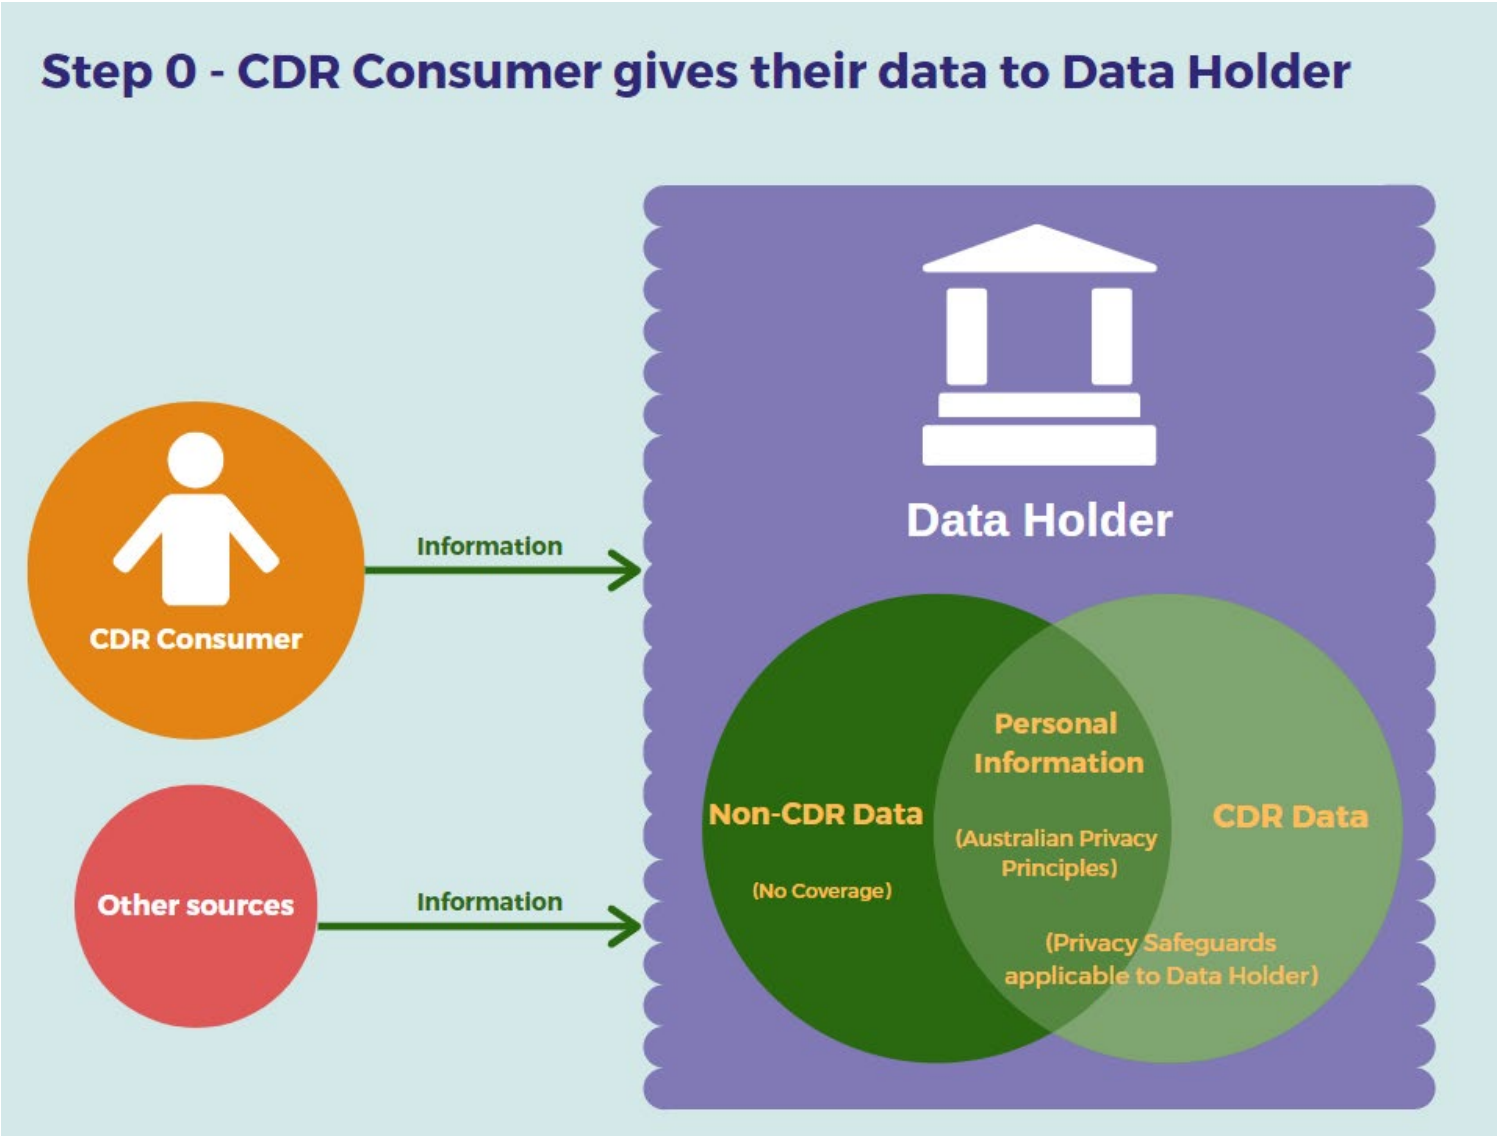 Step 0 - CDR Consumer gives their data to Data Holder
Data Holder
Information
CDR Consumer
Personal
Information
Non-CDR Data
CDR Data
(Australian Privacy
Principles)
(No Coverage)
Other sources
Information
(Privacy Safeguards
applicable to Data Holder)